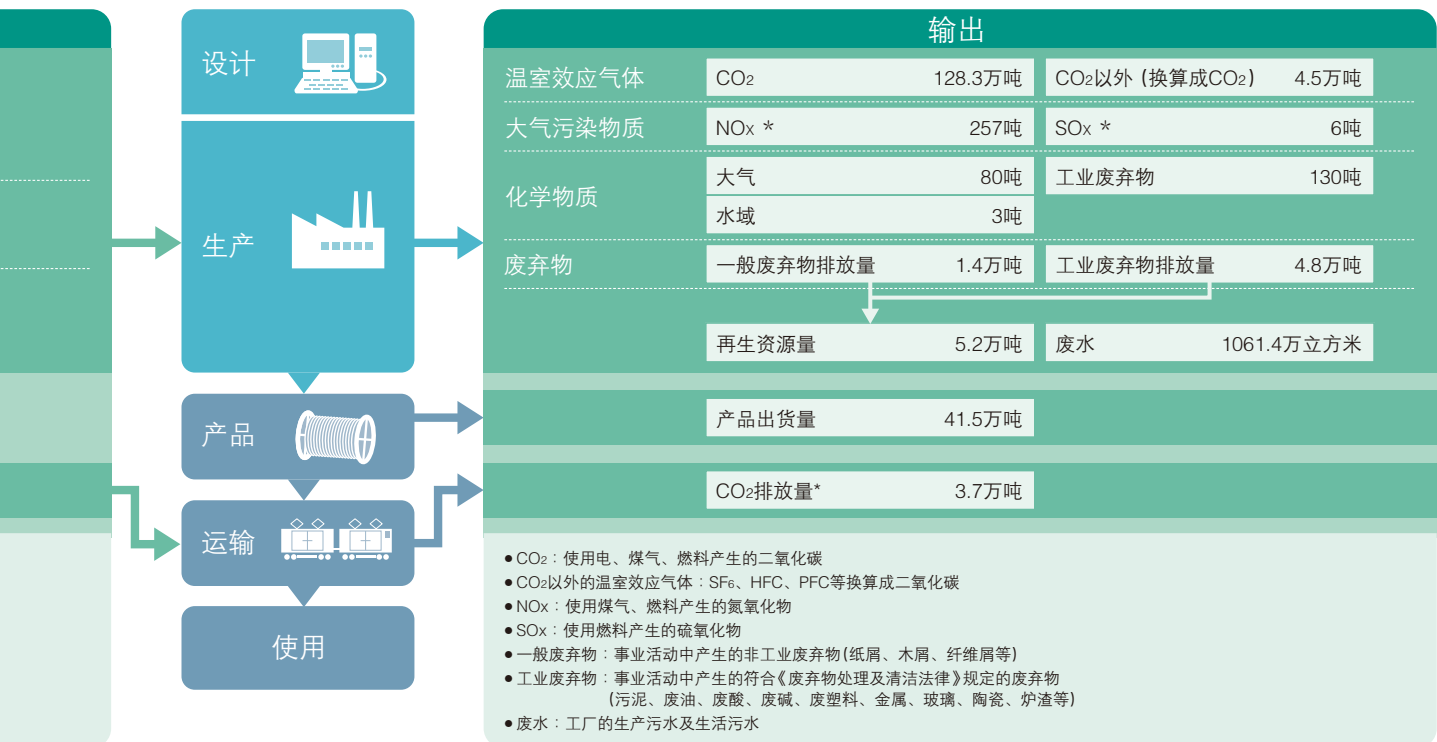 设计
生产
产品
运输
使用
输出
温室效应气体 CO2 128.3万吨 CO2以外（换算成CO2） 4.5万吨
大气污染物质 NOx * 257吨 SOx * 6吨
化学物质 大气 80吨 工业废弃物 130吨
水域 3吨
废弃物 一般废弃物排放量 1.4万吨 工业废弃物排放量 4.8万吨
再生资源量 5.2万吨 废水 1061.4万立方米
产品出货量 41.5万吨
CO2排放量* 3.7万吨
●CO2：使用电、煤气、燃料产生的二氧化碳
●CO2以外的温室效应气体：SF6、HFC、PFC等换算成二氧化碳
●NOx：使用煤气、燃料产生的氮氧化物
●SOx：使用燃料产生的硫氧化物
●一般废弃物：事业活动中产生的非工业废弃物(纸屑、木屑、纤维屑等)
●工业废弃物：事业活动中产生的符合《废弃物处理及清洁法律》规定的废弃物
(污泥、废油、废酸、废碱、废塑料、金属、玻璃、陶瓷、炉渣等)
●废水：工厂的生产污水及生活污水